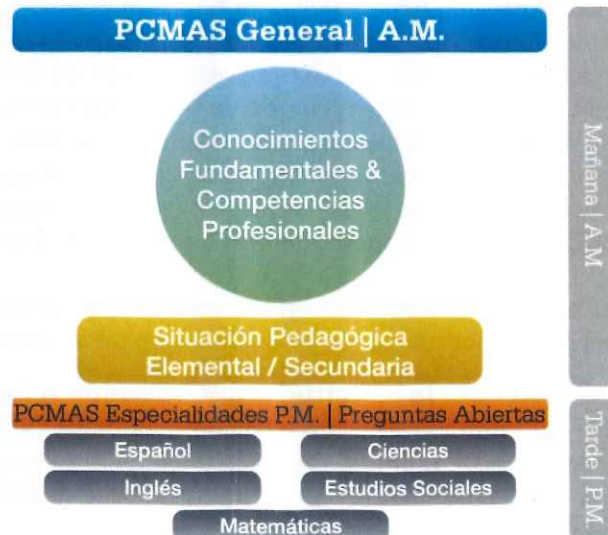 PCMAS General | A.M.
Conocimientos
Fundamentales &
Competencias
Profesionales
Situación Pedagógica
Elemental / Secundaria
Mañana | A.M
PCMAS Especialidades P.M. | Preguntas Abiertas
Español
Ciencias
Inglés
Estudios Sociales
Matemáticas
Tarde | P.M.